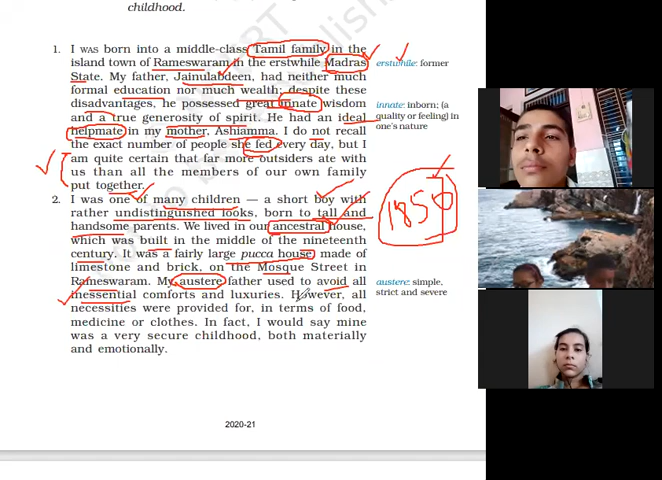 childhood.
1. I was born into a middle-class Tamil family in the
island town of Rameswaram in the erstwhile Madras
State. My father, Jainulabdeen, had neither much
formal education nor much wealth; despite these
disadvantages, he possessed great innate wisdom
and a true generosity of spirit. He had an ideal
helpmate in my mother, Ashiamma. I do not recall
the exact number of people she fed every day, but I
am quite certain that far more outsiders ate with
us than all the members of our own family
put together.
2. I was one of many children — a short boy with
rather undistinguished looks, born to tall and
handsome parents. We lived in our ancestral house,
which was built in the middle of the nineteenth
century. It was a fairly large pucca house, made of
limestone and brick, on the Mosque Street in
Rameswaram. My austere father used to avoid all
inessential comforts and luxuries. However, all
necessities were provided for, in terms of food,
medicine or clothes. In fact, I would say mine
was a very secure childhood, both materially
and emotionally.
erstwhile: former
innate: inborn; (a
quality or feeling) in
one's nature
1850
austere: simple,
strict and severe
2020-21